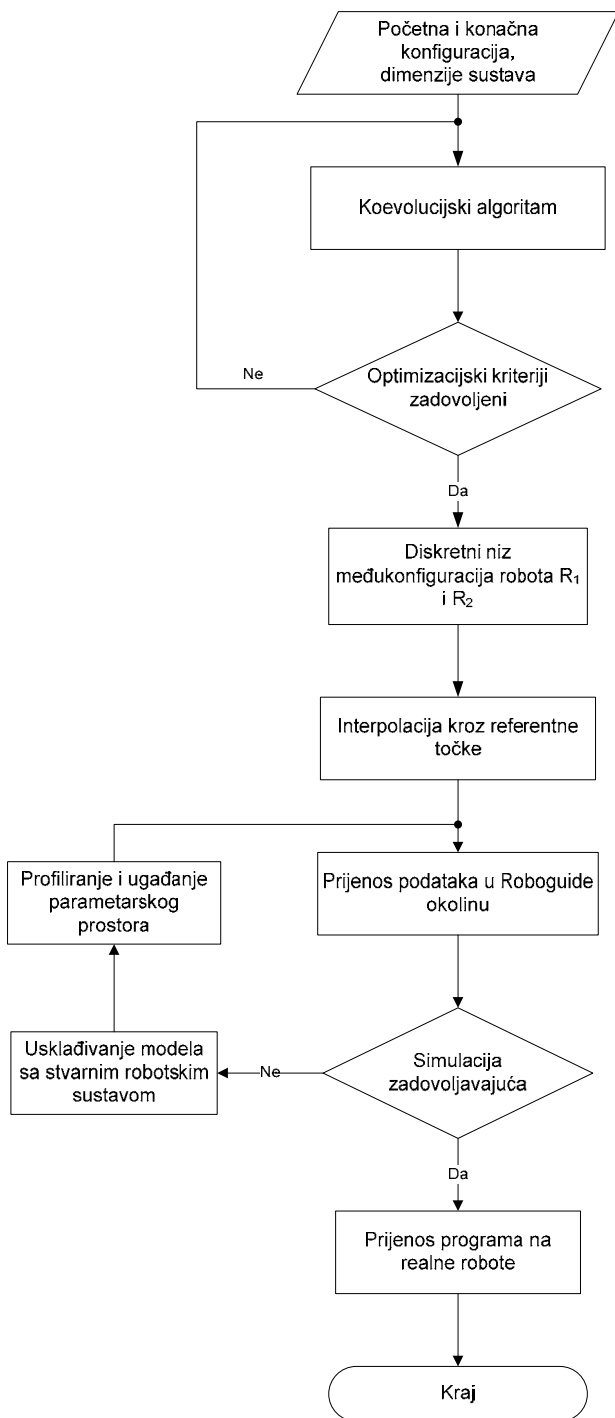 Početna i konačna
konfiguracija,
dimenzije sustava
Koevolucijski algoritam
Ne
Optimizacijski kriteriji
zadovoljeni
Da
Diskretni niz
međukonfiguracija robota R₁
i R₂
Interpolacija kroz referentne
točke
Profiliranje i ugađanje
parametarskog
prostora
Prijenos podataka u Roboguide
okolinu
Usklađivanje modela
sa stvarnim robotskim
sustavom
Ne
Simulacija
zadovoljavajuća
Da
Prijenos programa na
realne robote
Kraj